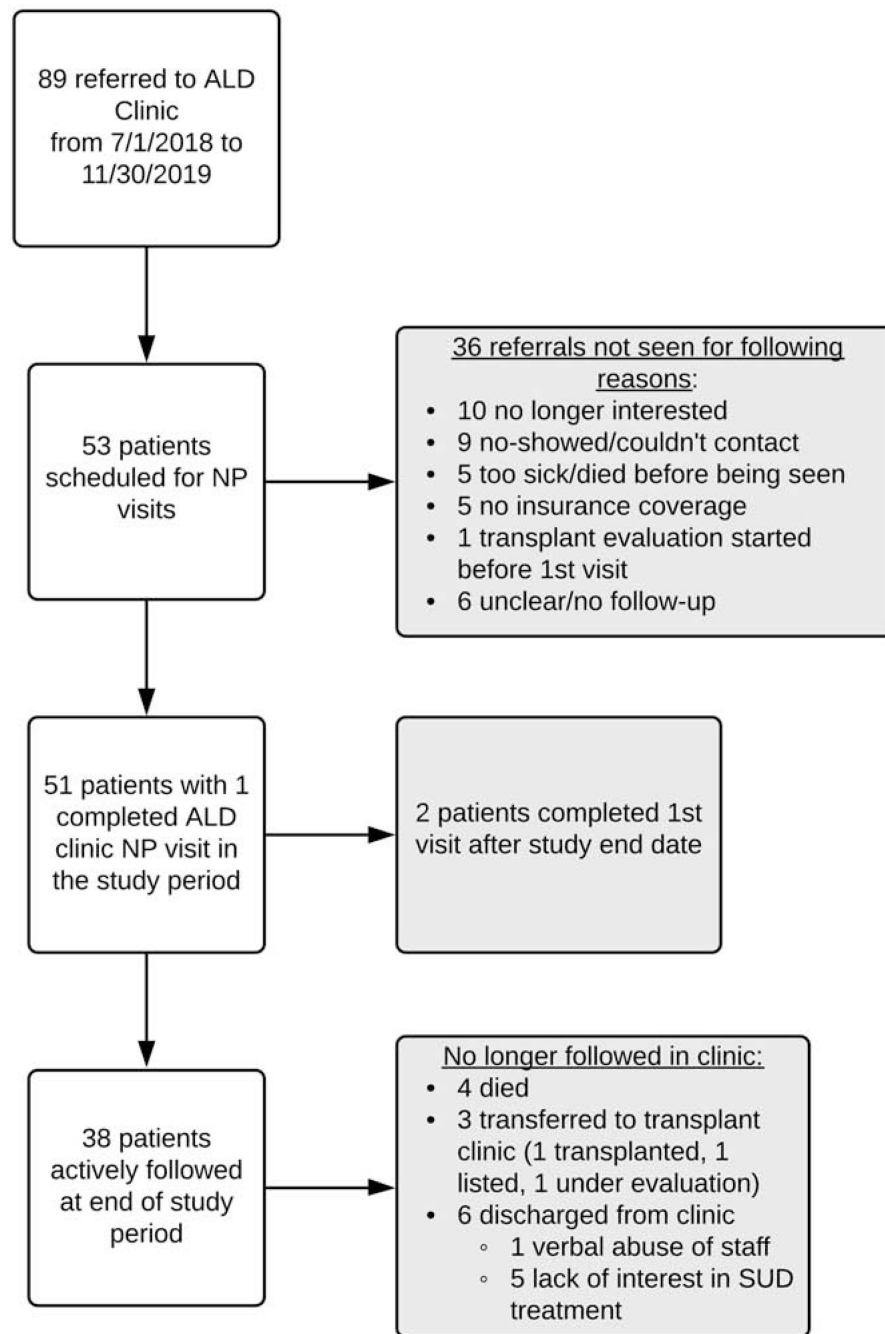 89 referred to ALD
Clinic
from 7/1/2018 to
11/30/2019
53 patients
scheduled for NP
visits
36 referrals not seen for following
reasons:
• 10 no longer interested
• 9 no-showed/couldn't contact
• 5 too sick/died before being seen
• 5 no insurance coverage
• 1 transplant evaluation started
before 1st visit
• 6 unclear/no follow-up
51 patients with 1
completed ALD
clinic NP visit in
the study period
2 patients completed 1st
visit after study end date
38 patients
actively followed
at end of study
period
No longer followed in clinic:
• 4 died
• 3 transferred to transplant
clinic (1 transplanted, 1
listed, 1 under evaluation)
• 6 discharged from clinic
◦ 1 verbal abuse of staff
◦ 5 lack of interest in SUD
treatment